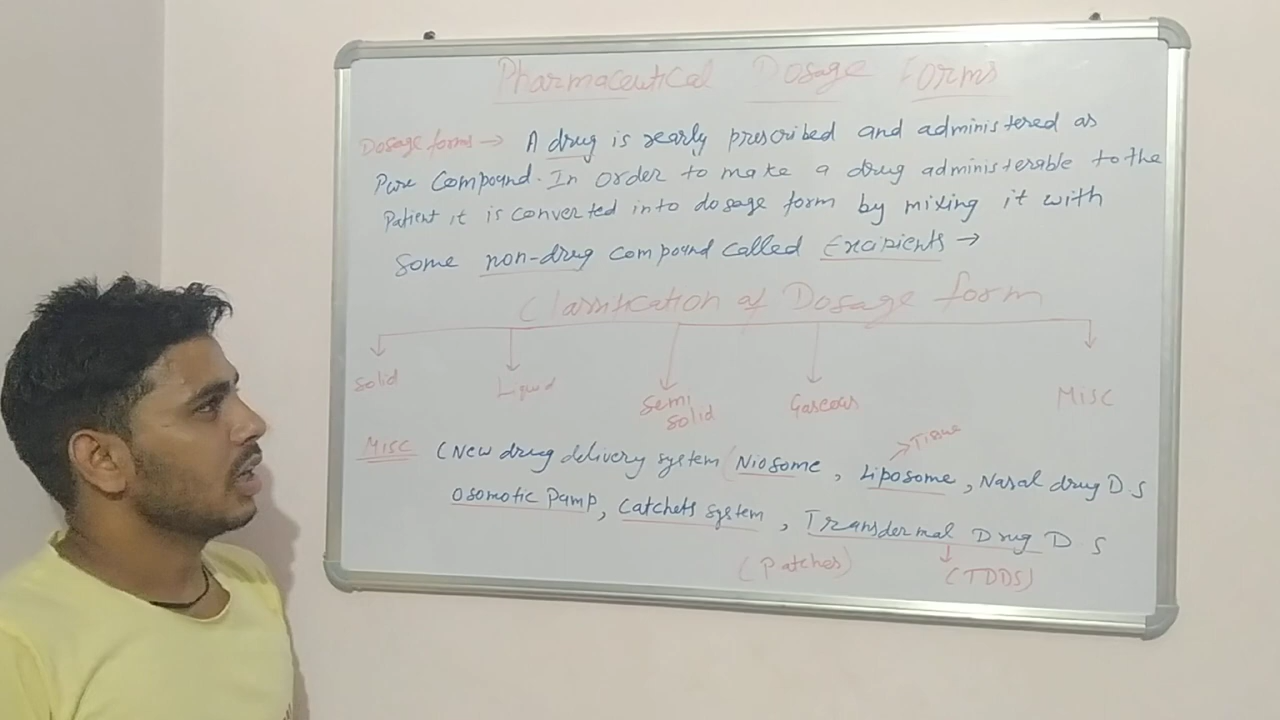 Pharmaceutical Dosage Forms
Dosage forms → A drug is rearly prescribed and administered as
Pure Compound. In order to make a drug administerable to the
Patient it is converted into dosage form by mixing it with
Some non-drug compound called Excipients →
Classification of Dosage form
Solid Liquid Semi Solid Gaseous Misc
Misc (New drug delivery system (Niosome, Liposome, Nasal drug D S
→ Tissue
Osomotic Pump, Catchets system, Transdermal Drug D S
(Patches) (TDDS)